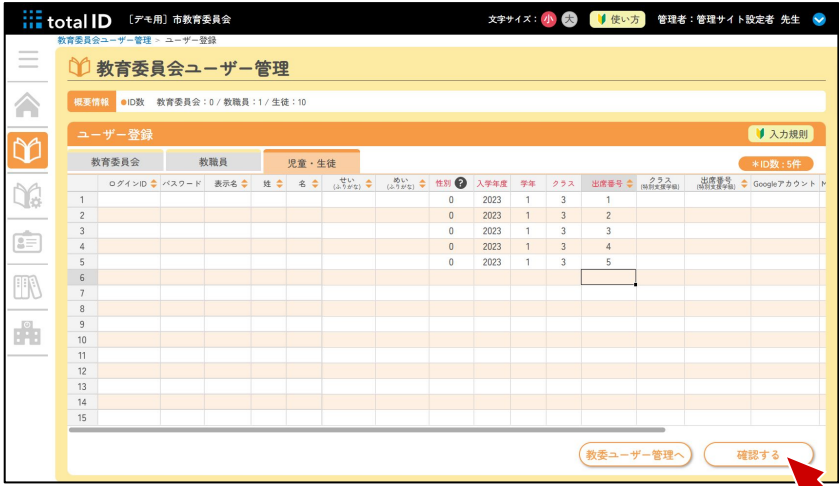 total ID ［デモ用］市教育委員会 文字サイズ： 小 大 使い方 管理者：管理サイト設定者 先生
教育委員会ユーザー管理 > ユーザー登録
教育委員会ユーザー管理
概要情報 ●ID数 教育委員会：0 / 教職員：1 / 生徒：10
ユーザー登録 入力規則
教育委員会 教職員 児童・生徒 ＊ID数：5件
ログインID パスワード 表示名 姓 名 せい(ふりがな) めい(ふりがな) 性別 ? 入学年度 学年 クラス 出席番号 クラス(特別支援学級) 出席番号(特別支援学級) Googleアカウント M
1 0 2023 1 3 1
2 0 2023 1 3 2
3 0 2023 1 3 3
4 0 2023 1 3 4
5 0 2023 1 3 5
6
7
8
9
10
11
12
13
14
15
教委ユーザー管理へ 確認する